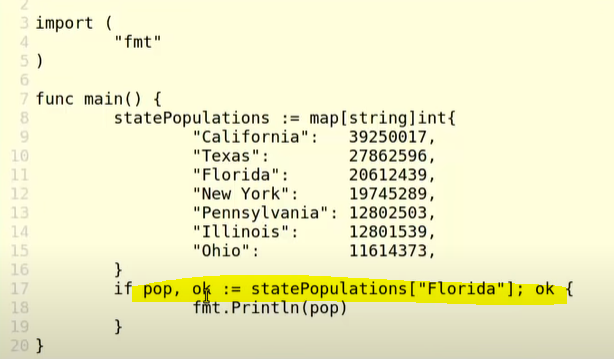 2
3 import (
4 "fmt"
5 )
6
7 func main() {
8 statePopulations := map[string]int{
9 "California": 39250017,
10 "Texas": 27862596,
11 "Florida": 20612439,
12 "New York": 19745289,
13 "Pennsylvania": 12802503,
14 "Illinois": 12801539,
15 "Ohio": 11614373,
16 }
17 if pop, ok := statePopulations["Florida"]; ok {
18 fmt.Println(pop)
19 }
20 }